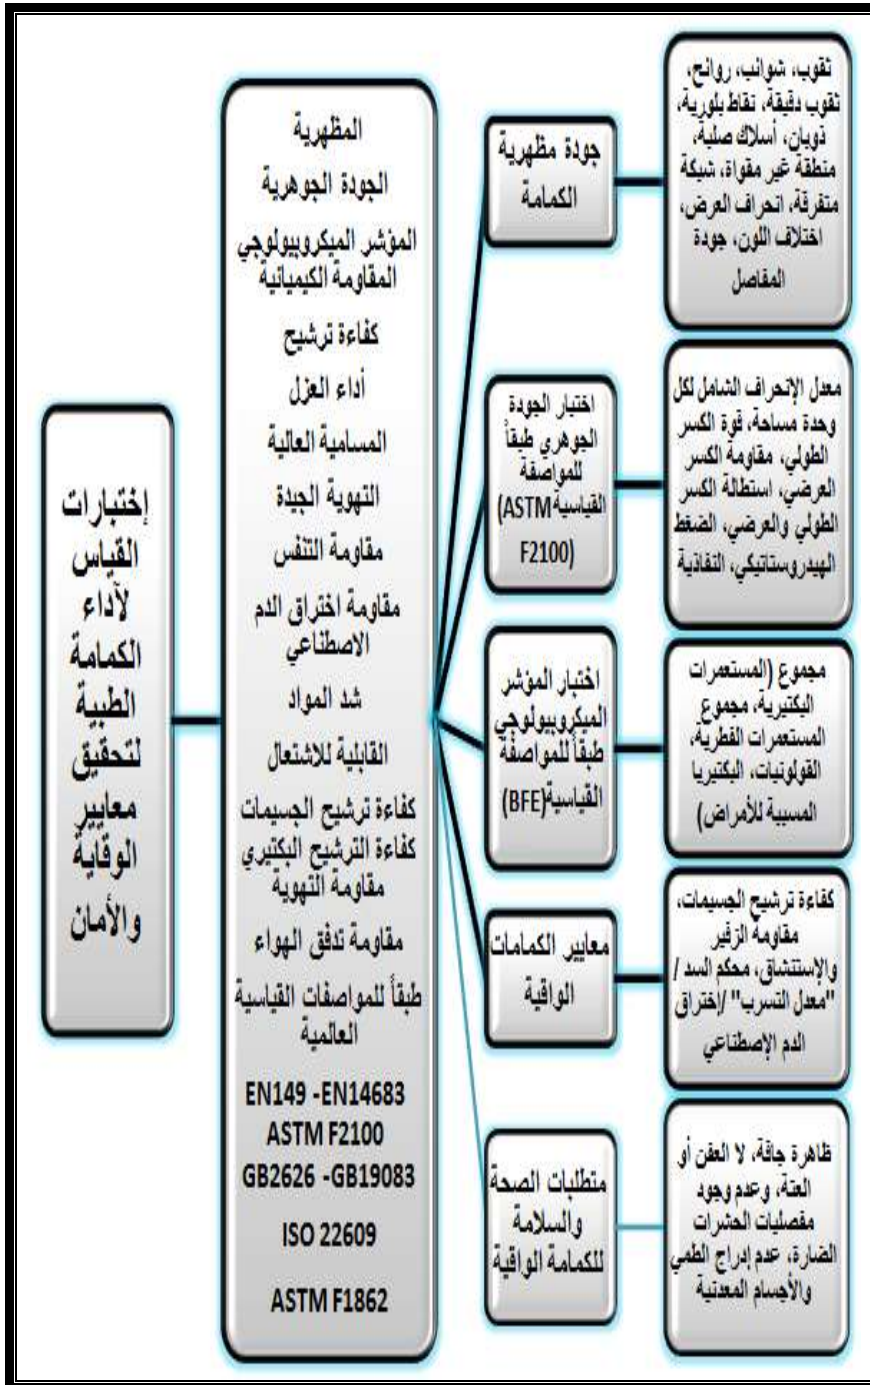 إختبارات
القياس
لآداء
الكمامة
الطبية
لتحقيق
معايير
الوقاية
والأمان
المظهرية
الجودة الجوهرية
المؤشر الميكروبيولوجي
المقاومة الكيميائية
كفاءة ترشيح
أداء العزل
المسامية العالية
التهوية الجيدة
مقاومة التنفس
مقاومة اختراق الدم
الاصطناعي
شد المواد
القابلية للاشتعال
كفاءة ترشيح الجسيمات
كفاءة الترشيح البكتيري
مقاومة التهوية
مقاومة تدفق الهواء
طبقاً للمواصفات القياسية
العالمية
EN149 -EN14683
ASTM F2100
GB2626 -GB19083
ISO 22609
ASTM F1862
جودة مظهرية
الكمامة
ثقوب، شوائب، روائح،
ثقوب دقيقة، نقاط بلورية،
ذوبان، أسلاك صلبة،
منطقة غير مقواة، شبكة
متفرقة، انحراف العرض،
اختلاف اللون، جودة
المفاصل
اختبار الجودة
الجوهري طبقاً
للمواصفة
القياسية ASTM)
F2100)
معدل الإنحراف الشامل لكل
وحدة مساحة، قوة الكسر
الطولي، مقاومة الكسر
العرضي، استطالة الكسر
الطولي والعرضي، الضغط
الهيدروستاتيكي، النفاذية
اختبار المؤشر
الميكروبيولوجي
طبقاً للمواصفة
القياسية(BFE)
مجموع (المستعمرات
البكتيرية، مجموع
المستعمرات الفطرية،
القولونيات، البكتيريا
المسببة للأمراض)
معايير الكمامات
الواقية
كفاءة ترشيح الجسيمات،
مقاومة الزفير
والإستنشاق، محكم السد /
"معدل التسرب" /إختراق
الدم الإصطناعي
متطلبات الصحة
والسلامة
للكمامة الواقية
ظاهرة جافة، لا العفن أو
العتة، وعدم وجود
مفصليات الحشرات
الضارة، عدم إدراج الطمي
والأجسام المعدنية